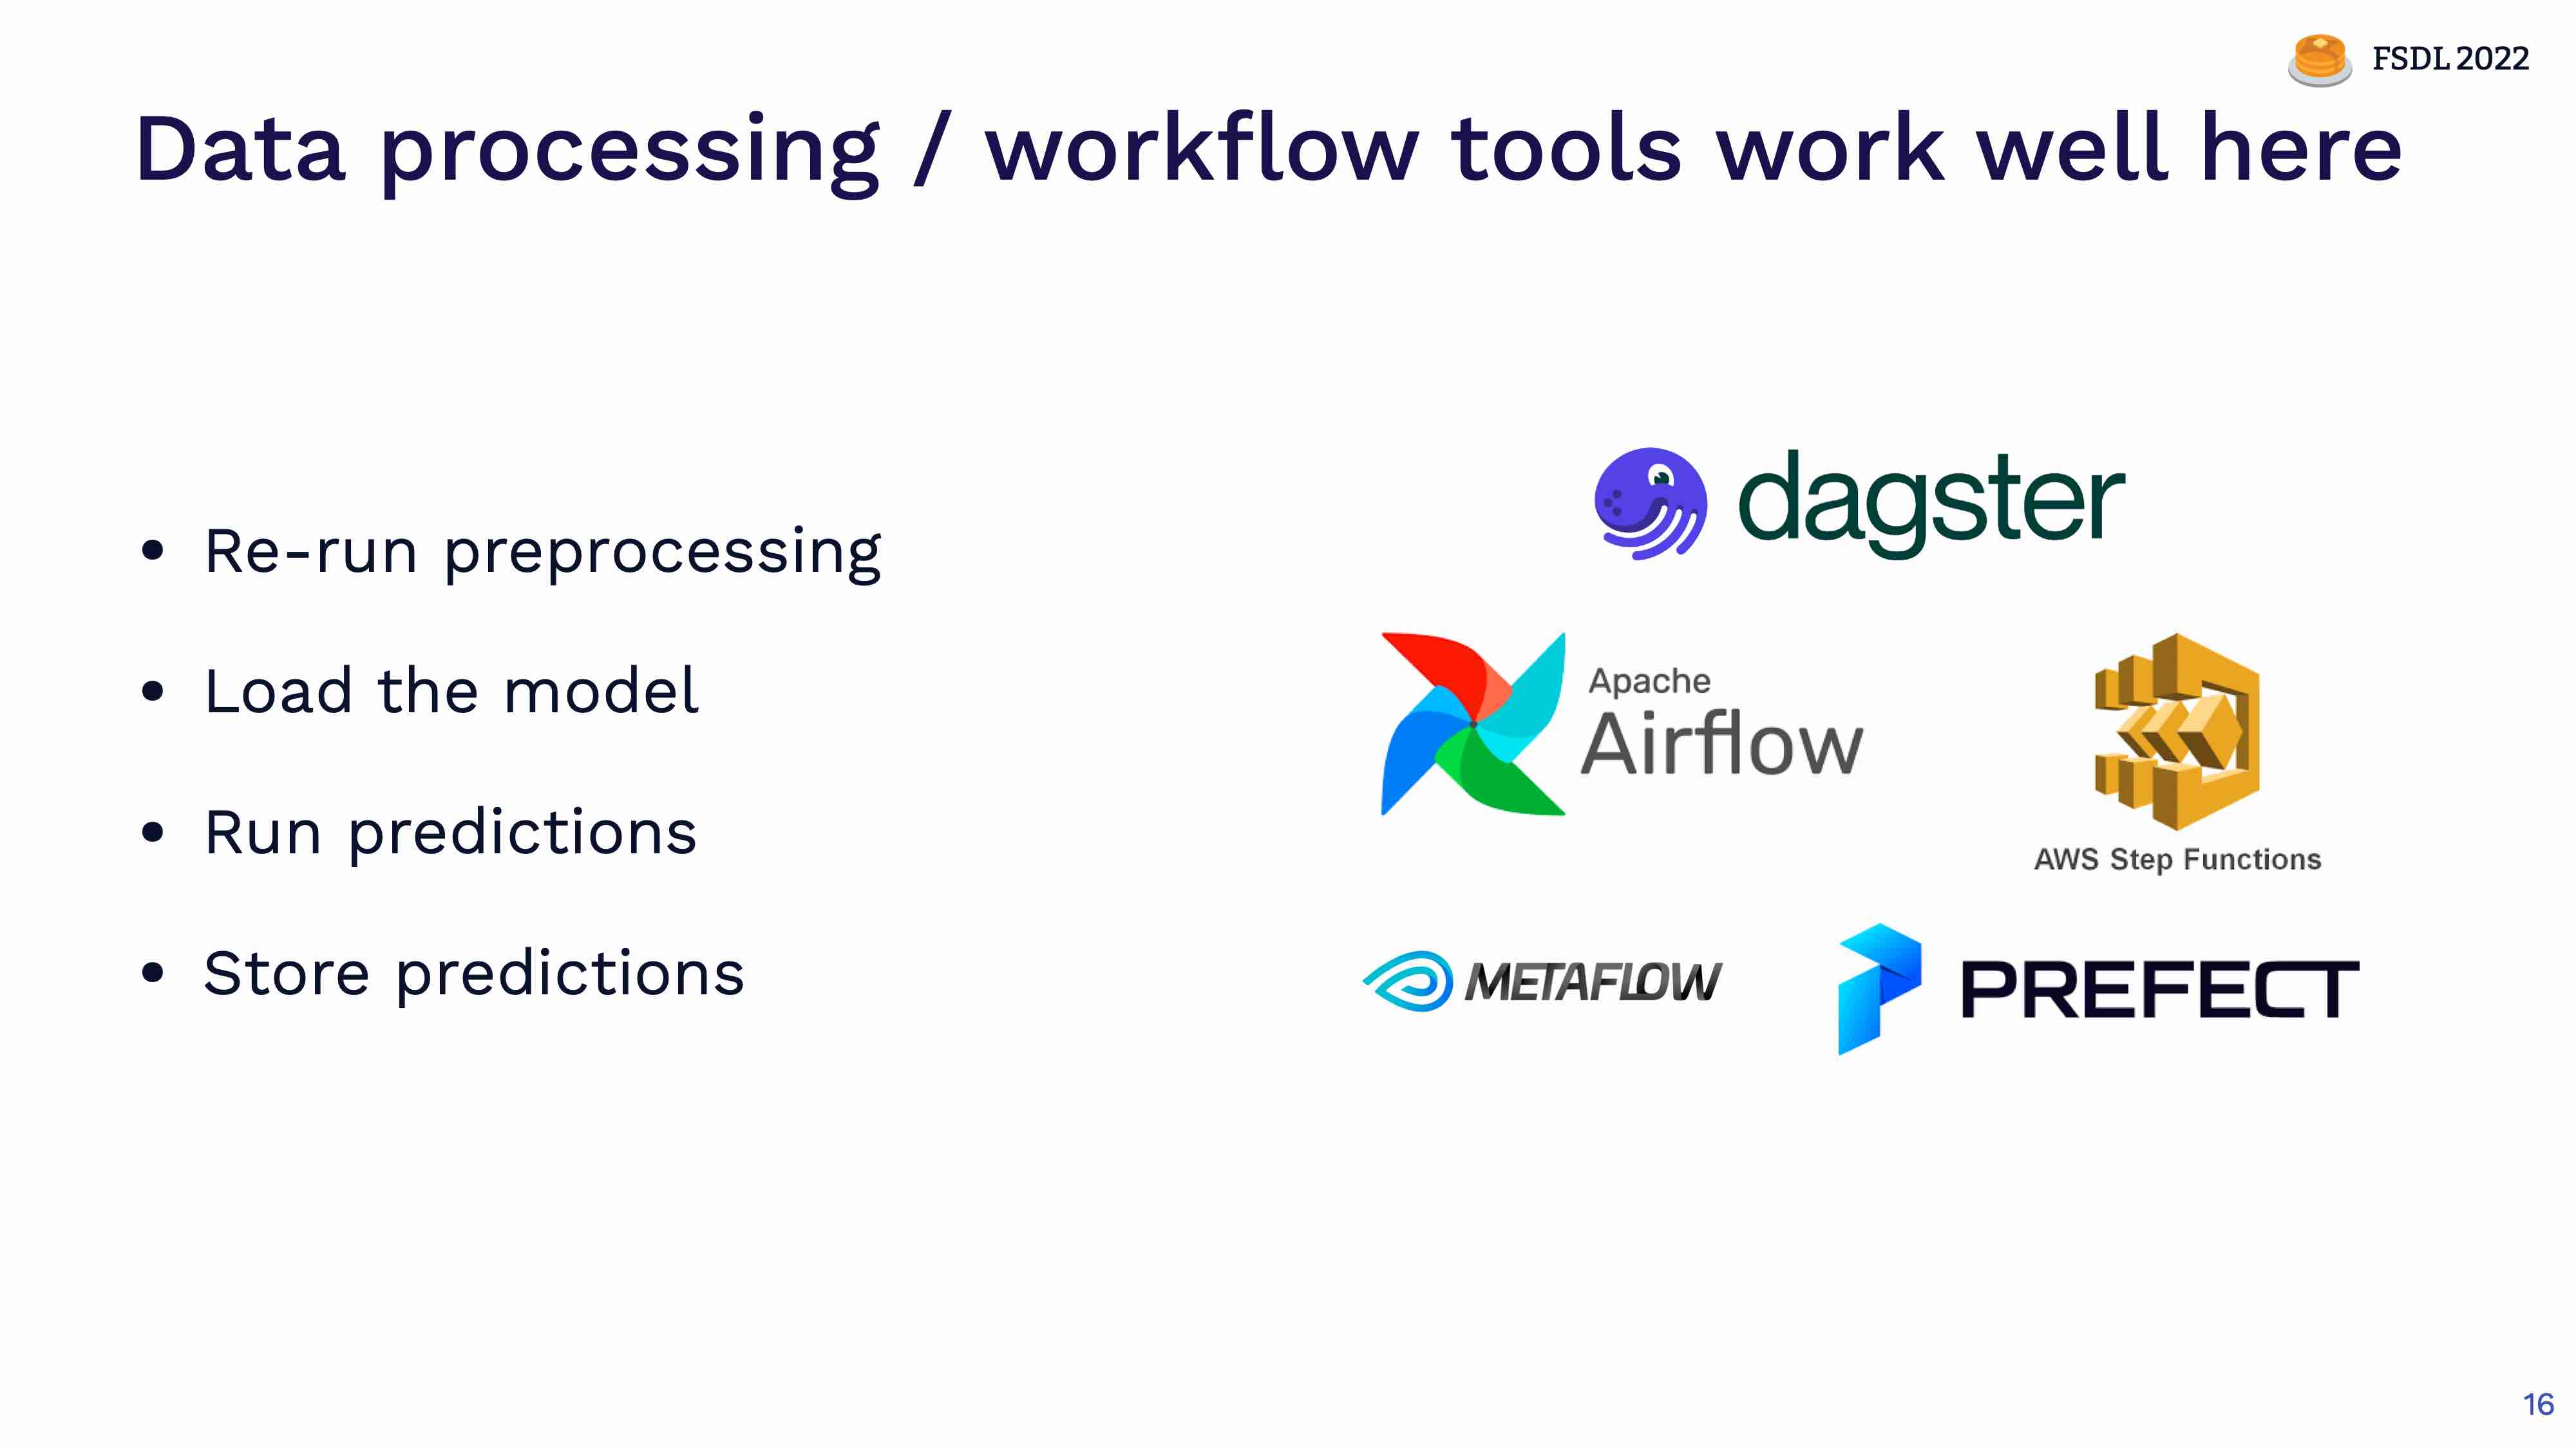 FSDL 2022
Data processing / workflow tools work well here
• Re-run preprocessing
• Load the model
• Run predictions
• Store predictions
dagster
Apache
Airflow
AWS Step Functions
METAFLOW
PREFECT
16